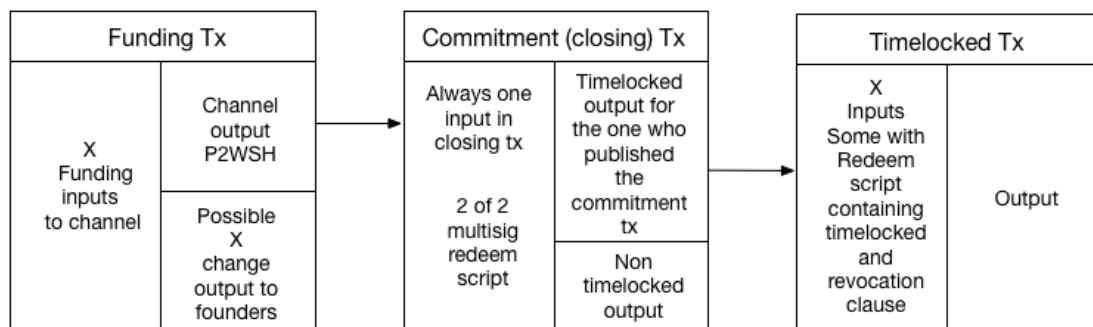 Funding Tx
X
Funding
inputs
to channel
Channel
output
P2WSH
Possible
X
change
output to
founders
Commitment (closing) Tx
Always one
input in
closing tx
2 of 2
multisig
redeem
script
Timelocked
output for
the one who
published
the
commitment
tx
Non
timelocked
output
Timelocked Tx
X
Inputs
Some with
Redeem
script
containing
timelocked
and
revocation
clause
Output